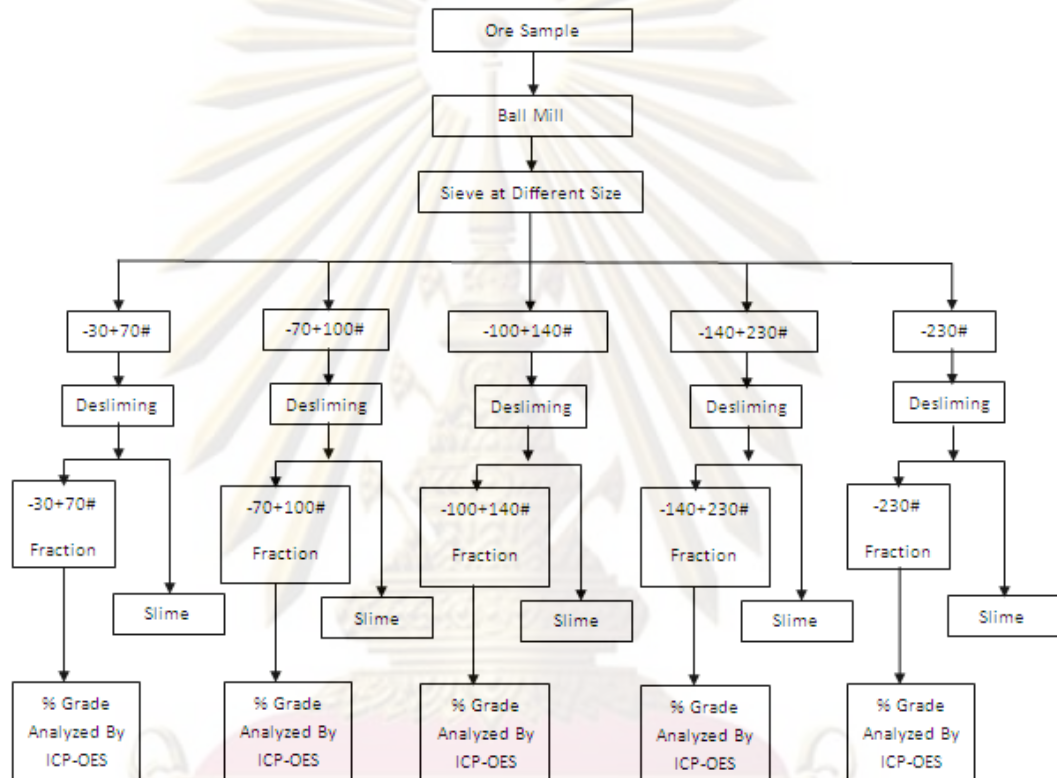 Ore Sample
Ball Mill
Sieve at Different Size
-30+70#
-70+100#
-100+140#
-140+230#
-230#
Desliming
Desliming
Desliming
Desliming
Desliming
-30+70#
Fraction
Slime
-70+100#
Fraction
Slime
-100+140#
Fraction
Slime
-140+230#
Fraction
Slime
-230#
Fraction
Slime
% Grade
Analyzed By
ICP-OES
% Grade
Analyzed By
ICP-OES
% Grade
Analyzed By
ICP-OES
% Grade
Analyzed By
ICP-OES
% Grade
Analyzed By
ICP-OES